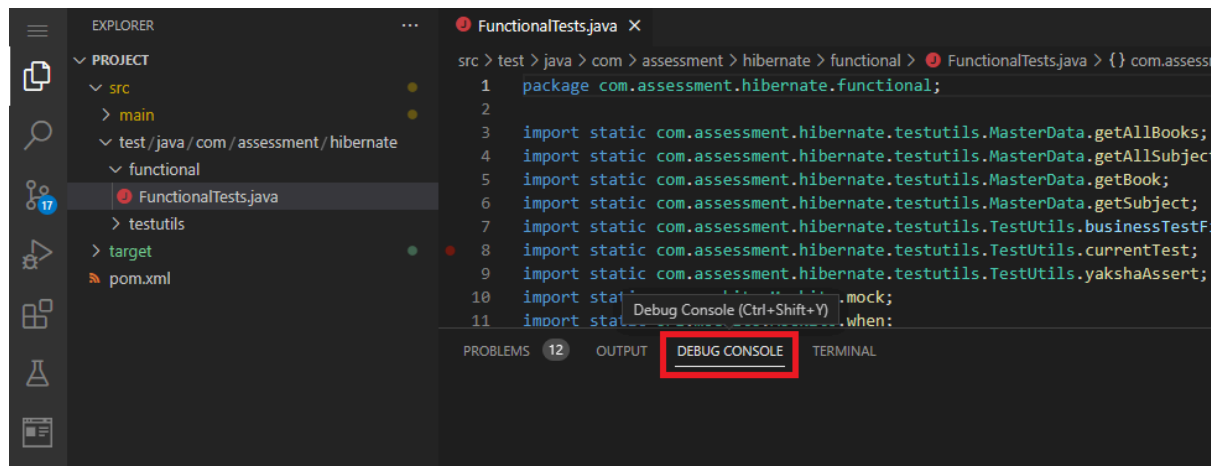 EXPLORER ...
PROJECT
src
main
test/java/com/assessment/hibernate
functional
J FunctionalTests.java
testutils
target
pom.xml
17
J FunctionalTests.java ×
src > test > java > com > assessment > hibernate > functional > J FunctionalTests.java > {} com.assess
1 package com.assessment.hibernate.functional;
2
3 import static com.assessment.hibernate.testutils.MasterData.getAllBooks;
4 import static com.assessment.hibernate.testutils.MasterData.getAllSubject
5 import static com.assessment.hibernate.testutils.MasterData.getBook;
6 import static com.assessment.hibernate.testutils.MasterData.getSubject;
7 import static com.assessment.hibernate.testutils.TestUtils.businessTestFi
8 import static com.assessment.hibernate.testutils.TestUtils.currentTest;
9 import static com.assessment.hibernate.testutils.TestUtils.yakshaAssert;
10 import stat .mock;
Debug Console (Ctrl+Shift+Y)
11 import .when;
PROBLEMS 12 OUTPUT DEBUG CONSOLE TERMINAL